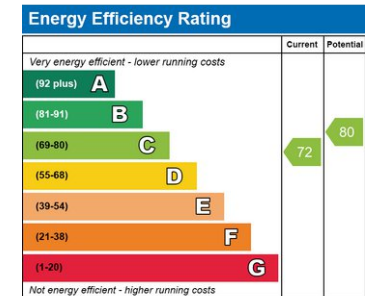 Energy Efficiency Rating
Current Potential
Very energy efficient - lower running costs
(92 plus) A
(81-91) B
(69-80) C
(55-68) D
(39-54) E
(21-38) F
(1-20) G
72
80
Not energy efficient - higher running costs